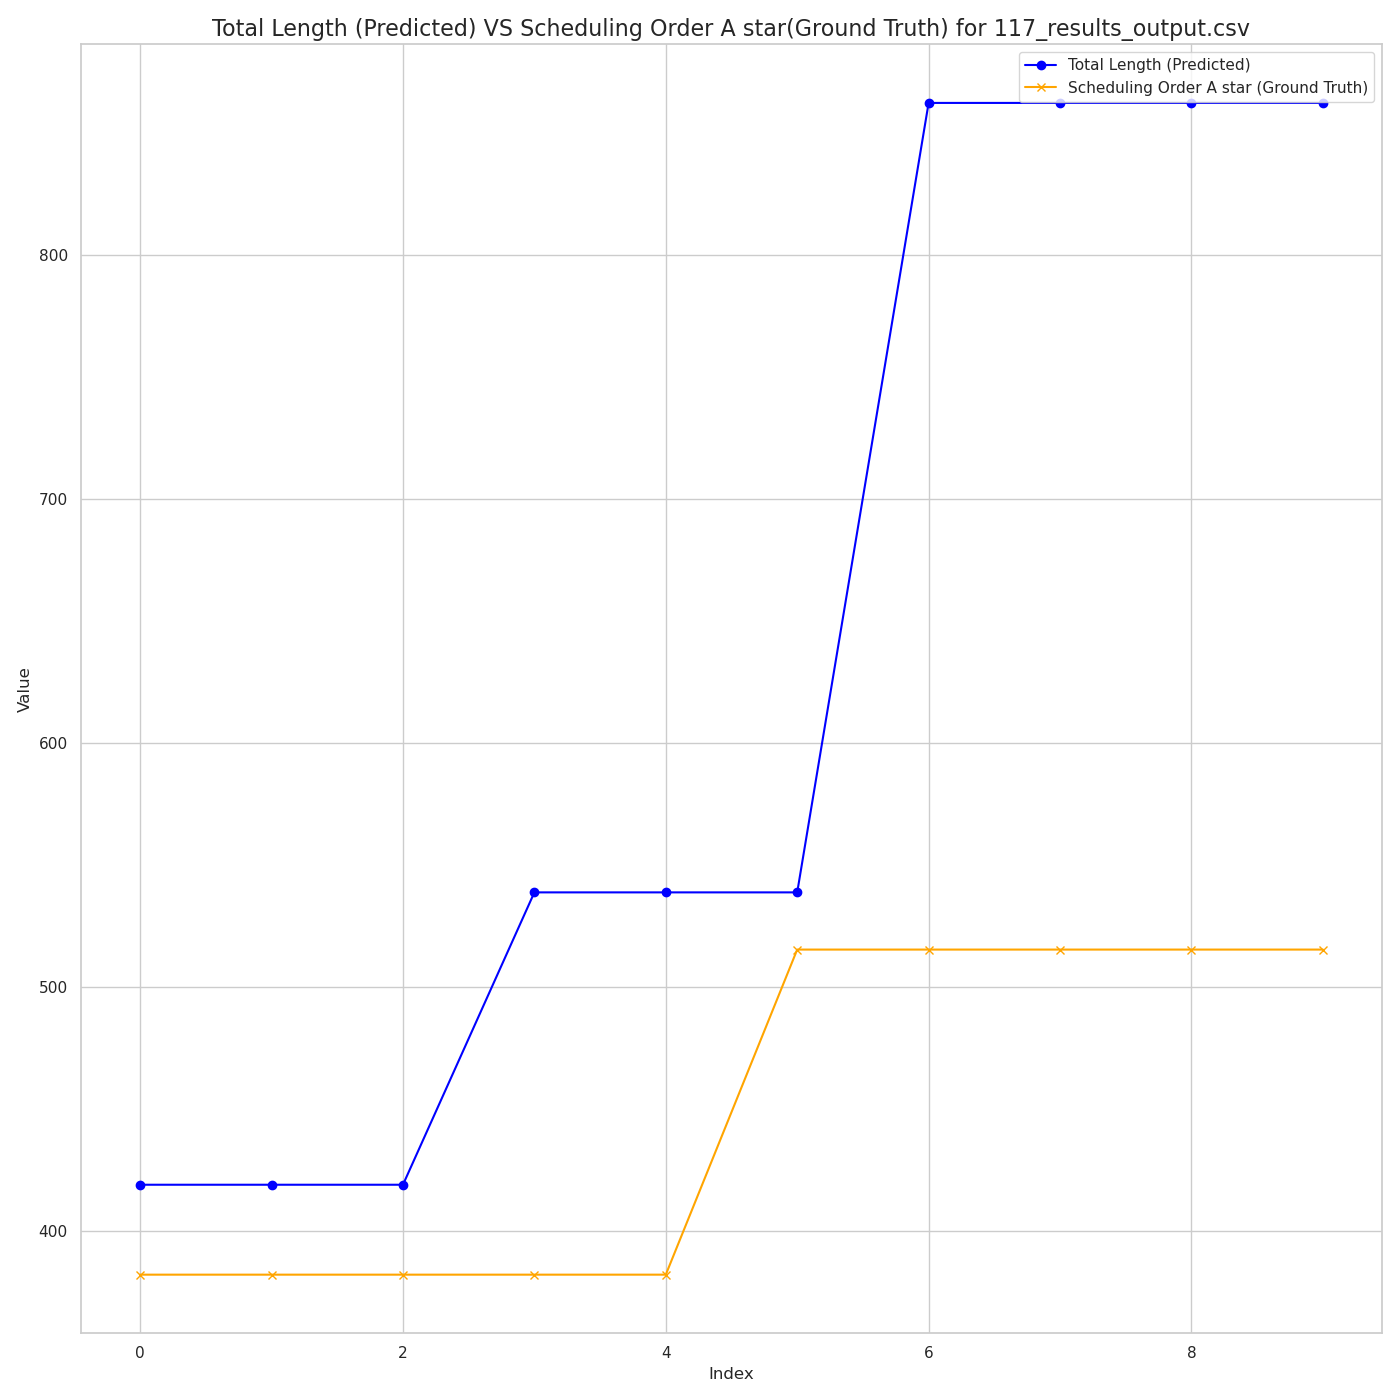 Total Length (Predicted) VS Scheduling Order A star(Ground Truth) for 117_results_output.csv
Total Length (Predicted)
Scheduling Order A star (Ground Truth)
800
700
600
500
400
Value
0 2 4 6 8
Index